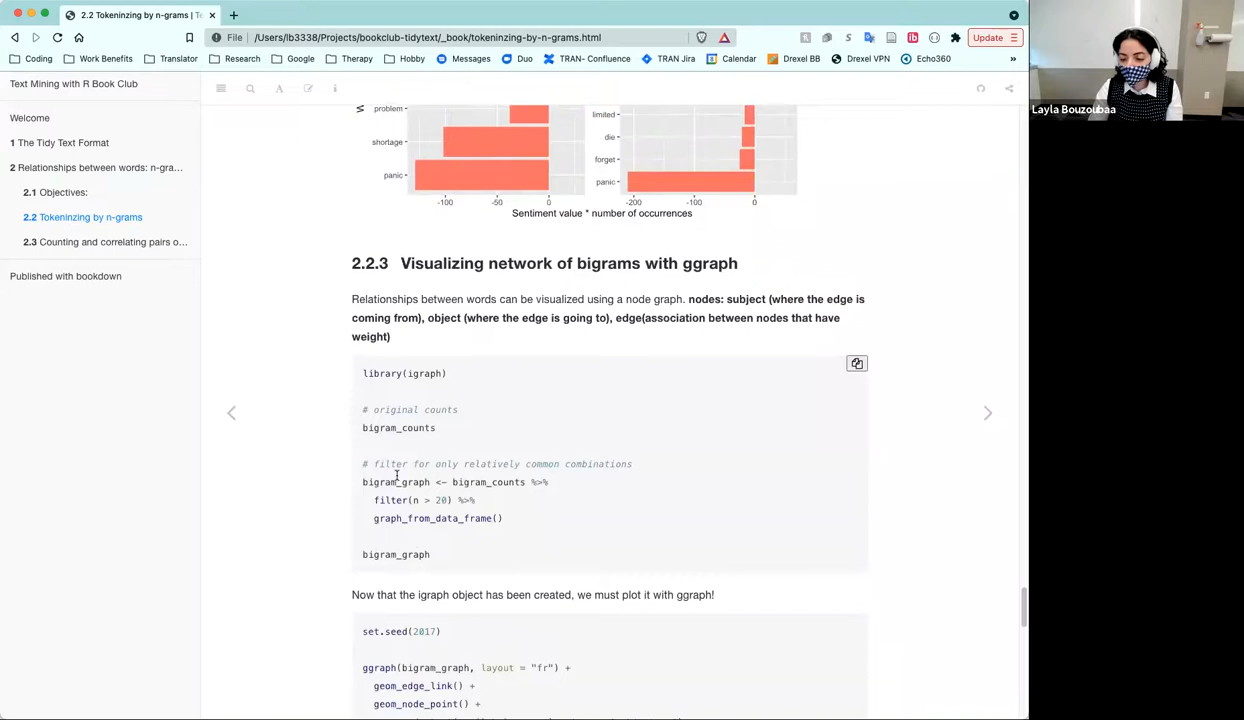 2.2 Tokeninzing by n-grams | Te
File
/Users/lb3338/Projects/bookclub-tidytext/_book/tokeninzing-by-n-grams.html
Update
Coding
Work Benefits
Translator
Research
Google
Therapy
Hobby
Messages
Duo
TRAN- Confluence
TRAN Jira
Calendar
Drexel BB
Drexel VPN
Echo360
»
Text Mining with R Book Club
Welcome
1 The Tidy Text Format
2 Relationships between words: n-gra...
2.1 Objectives:
2.2 Tokeninzing by n-grams
2.3 Counting and correlating pairs o...
Published with bookdown
W
problem
shortage
panic
-100 -50 0
limited
die
forget
panic
-200 -100 0
Sentiment value * number of occurrences
2.2.3 Visualizing network of bigrams with ggraph
Relationships between words can be visualized using a node graph. nodes: subject (where the edge is
coming from), object (where the edge is going to), edge(association between nodes that have
weight)
library(igraph)
# original counts
bigram_counts
# filter for only relatively common combinations
bigram_graph <- bigram_counts %>%
filter(n > 20) %>%
graph_from_data_frame()
bigram_graph
Now that the igraph object has been created, we must plot it with ggraph!
set.seed(2017)
ggraph(bigram_graph, layout = "fr") +
geom_edge_link() +
geom_node_point() +
Layla Bouzoubaa